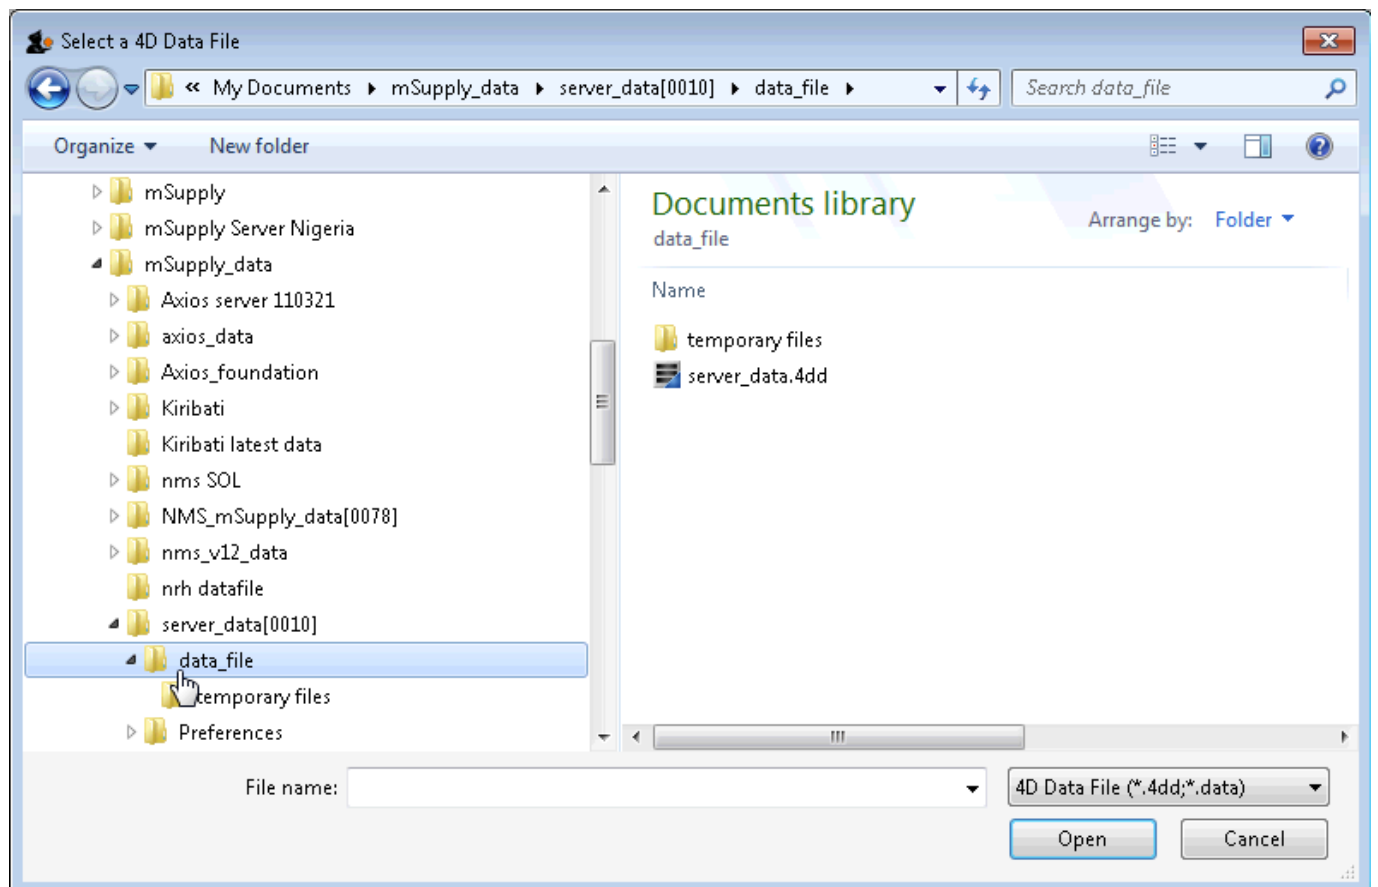 Select a 4D Data File
« My Documents mSupply_data server_data[0010] data_file Search data_file
Organize New folder
mSupply
mSupply Server Nigeria
mSupply_data
Axios server 110321
axios_data
Axios_foundation
Kiribati
Kiribati latest data
nms SOL
NMS_mSupply_data[0078]
nms_v12_data
nrh datafile
server_data[0010]
data_file
temporary files
Preferences
Documents library
data_file
Arrange by: Folder
Name
temporary files
server_data.4dd
File name: 4D Data File (*.4dd;*.data)
Open Cancel